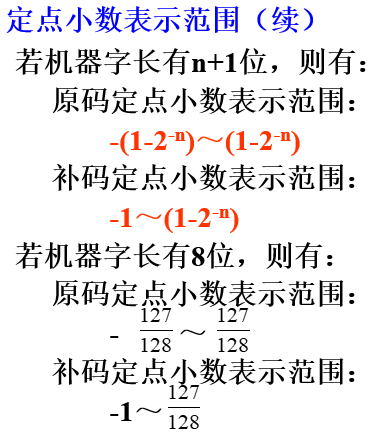 定点小数表示范围（续）
若机器字长有n+1位，则有：
原码定点小数表示范围：
-(1-2⁻ⁿ)～(1-2⁻ⁿ)
补码定点小数表示范围：
-1～(1-2⁻ⁿ)
若机器字长有8位，则有：
原码定点小数表示范围：
- 127/128 ～ 127/128
补码定点小数表示范围：
-1～127/128